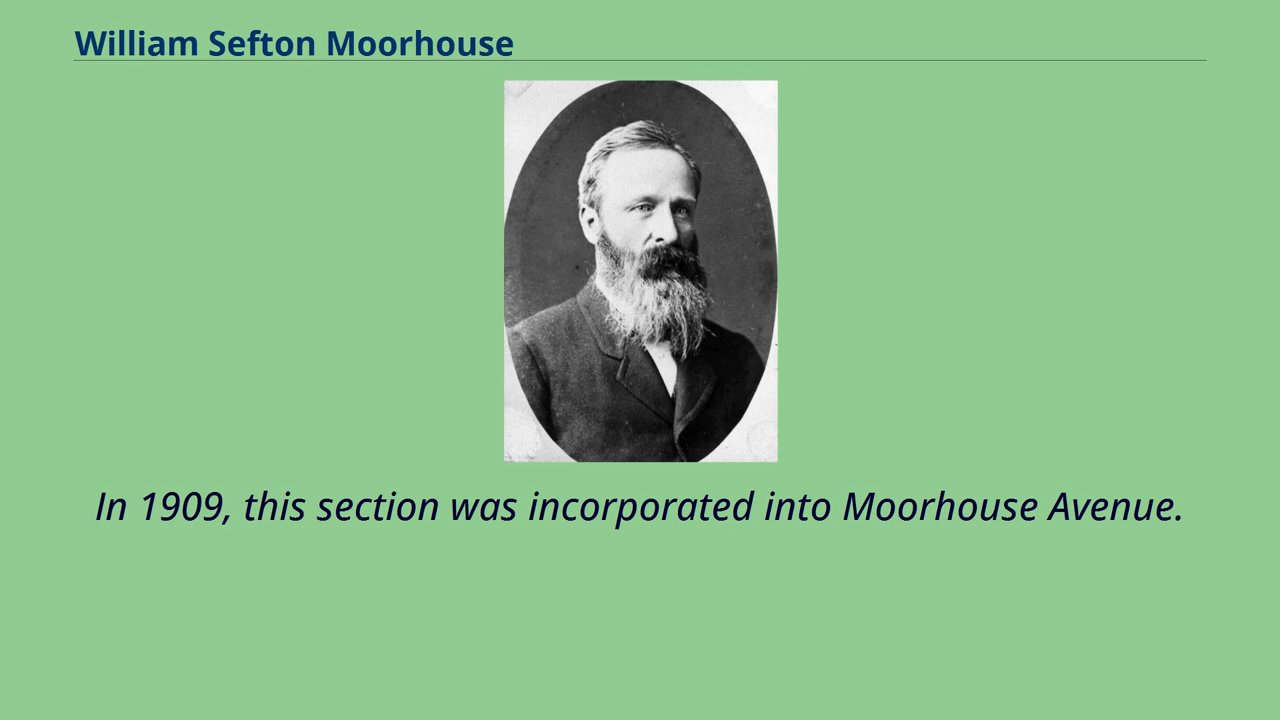 William Sefton Moorhouse
In 1909, this section was incorporated into Moorhouse Avenue.